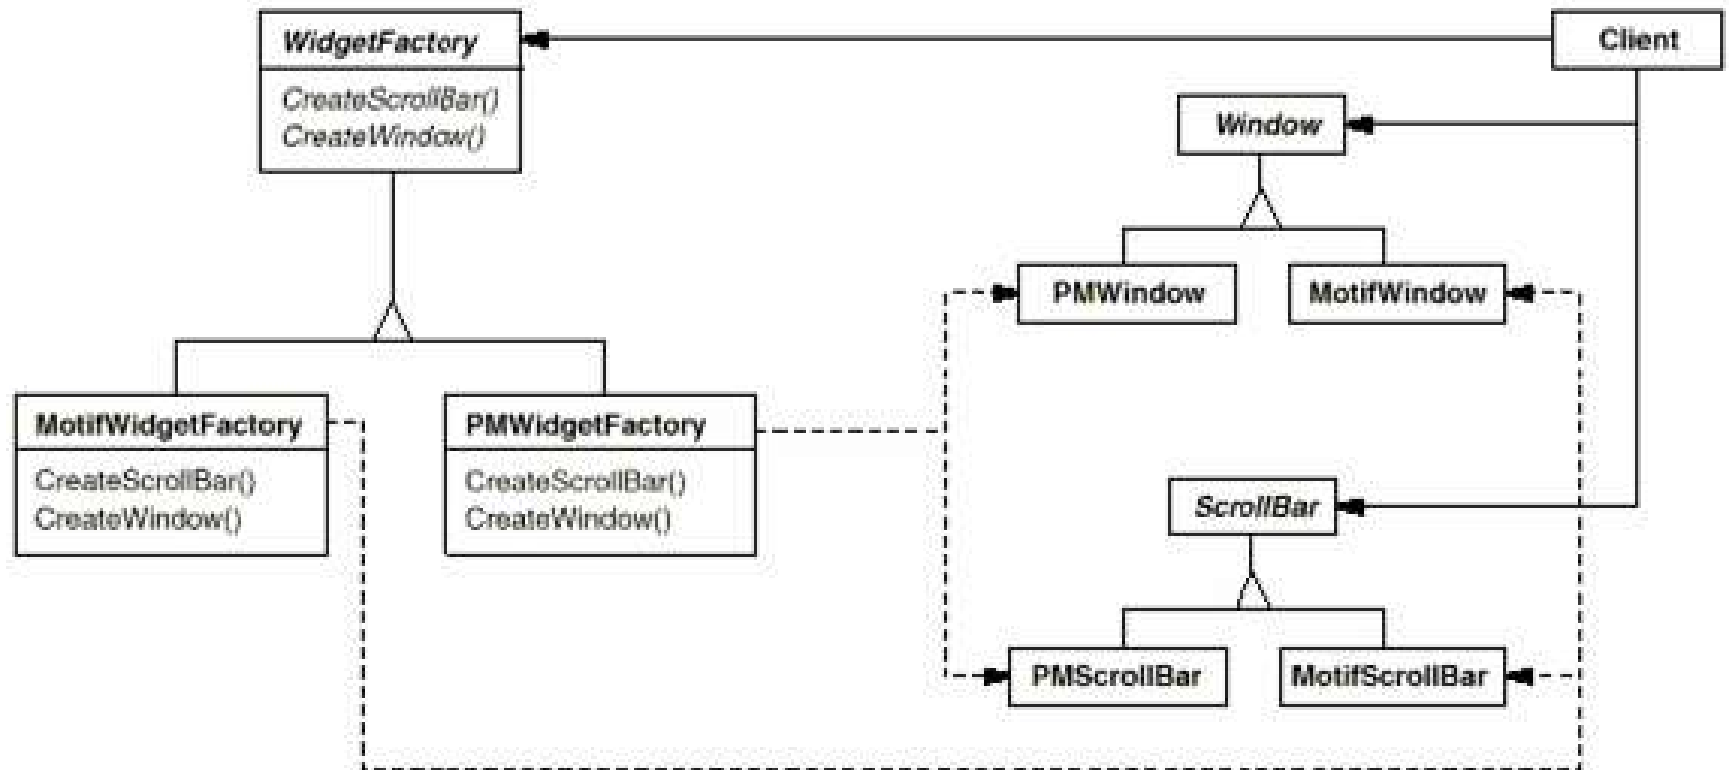 WidgetFactory
CreateScrollBar()
CreateWindow()
Client
Window
PMWindow
MotifWindow
MotifWidgetFactory
CreateScrollBar()
CreateWindow()
PMWidgetFactory
CreateScrollBar()
CreateWindow()
ScrollBar
PMScrollBar
MotifScrollBar